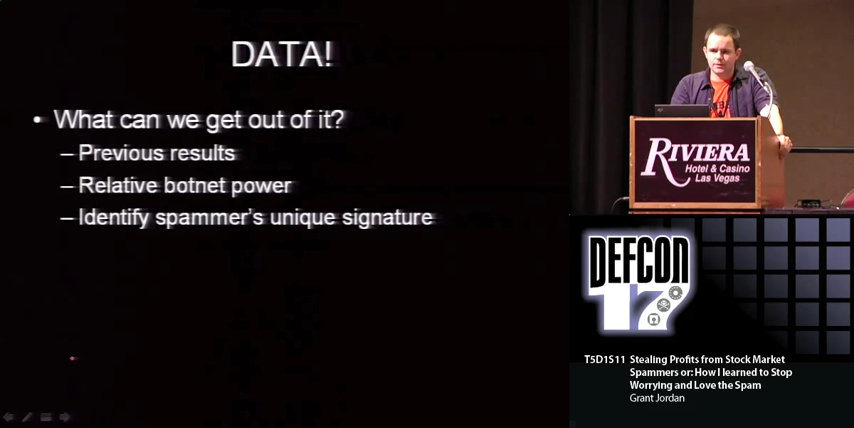 DATA!
• What can we get out of it?
– Previous results
– Relative botnet power
– Identify spammer's unique signature
RIVIERA
Hotel & Casino
Las Vegas
DEFCON
17
T5D1S11 Stealing Profits from Stock Market
Spammers or: How I learned to Stop
Worrying and Love the Spam
Grant Jordan